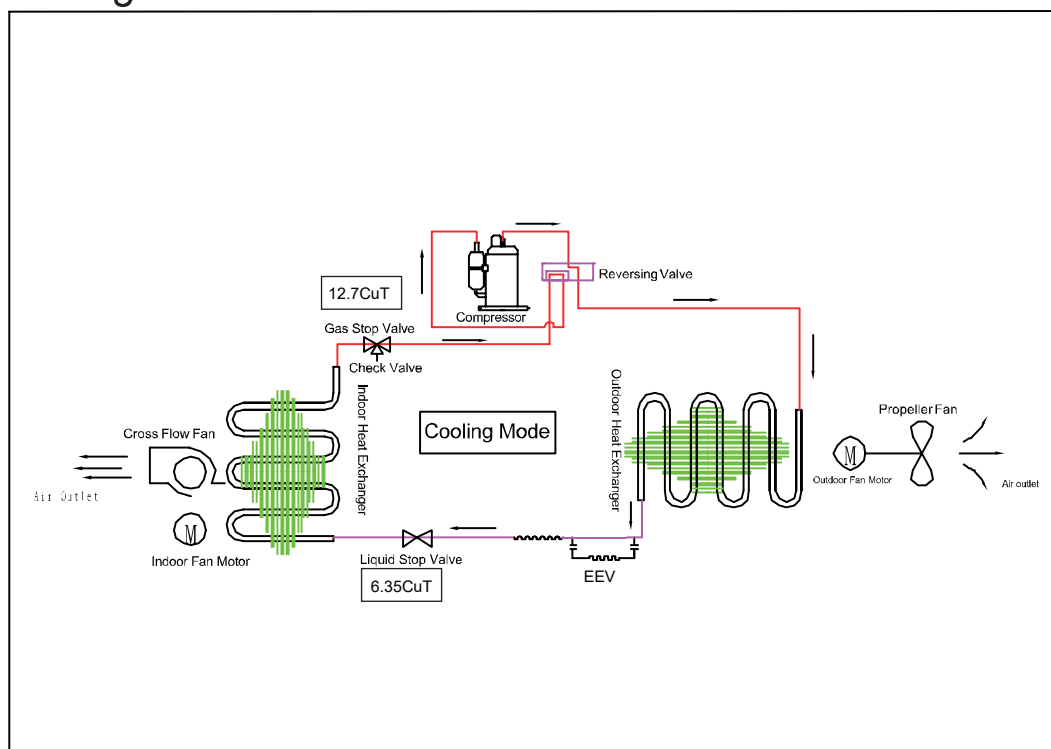 Reversing Valve
12.7CuT
Compressor
Gas Stop Valve
Check Valve
Indoor Heat Exchanger
Outdoor Heat Exchanger
Cooling Mode
Propeller Fan
Cross Flow Fan
M
Outdoor Fan Motor
Air outlet
Air Outlet
M
Indoor Fan Motor
Liquid Stop Valve
6.35CuT
EEV